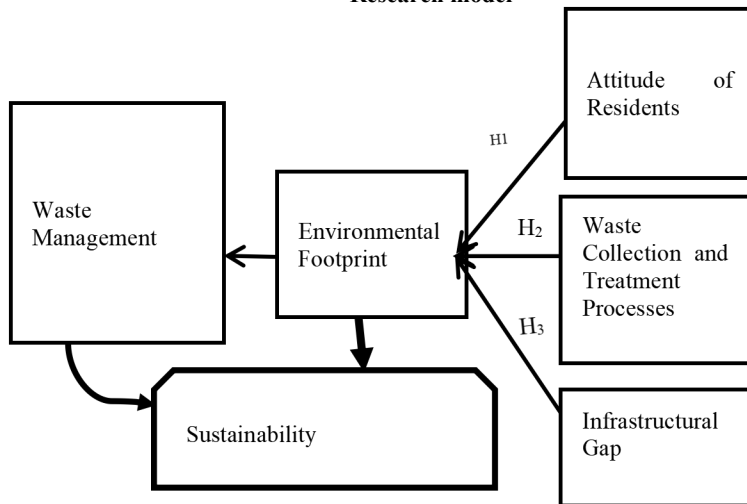 Research model
Attitude of
Residents
H1
Waste
Management
Environmental
Footprint
H₂
Waste
Collection and
Treatment
Processes
H₃
Sustainability
Infrastructural
Gap